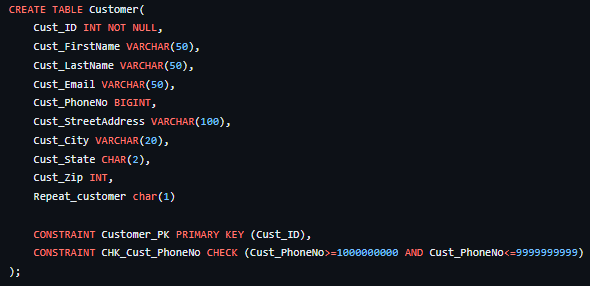 CREATE TABLE Customer(
Cust_ID INT NOT NULL,
Cust_FirstName VARCHAR(50),
Cust_LastName VARCHAR(50),
Cust_Email VARCHAR(50),
Cust_PhoneNo BIGINT,
Cust_StreetAddress VARCHAR(100),
Cust_City VARCHAR(20),
Cust_State CHAR(2),
Cust_Zip INT,
Repeat_customer char(1)
CONSTRAINT Customer_PK PRIMARY KEY (Cust_ID),
CONSTRAINT CHK_Cust_PhoneNo CHECK (Cust_PhoneNo>=1000000000 AND Cust_PhoneNo<=9999999999)
);